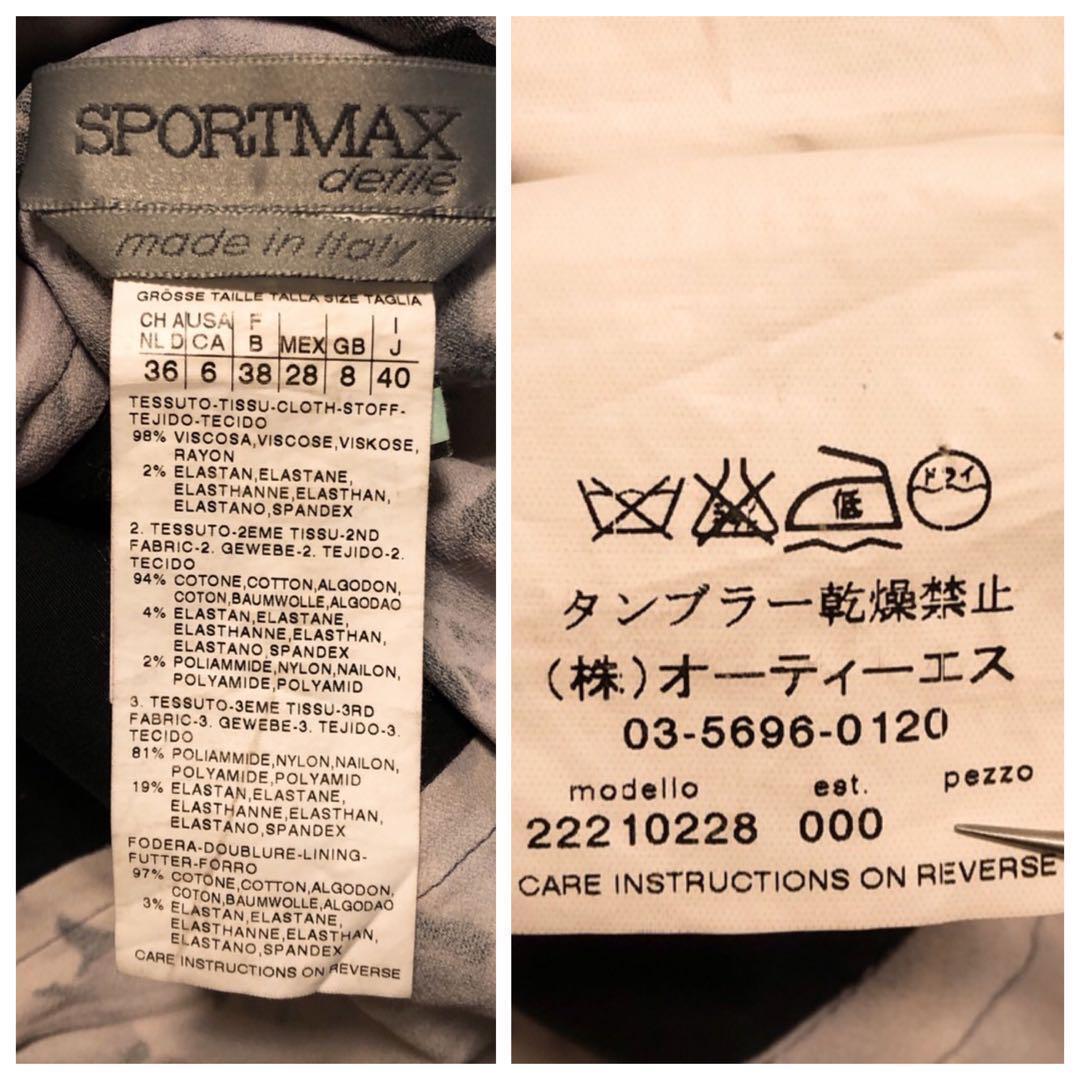 SPORTMAX
defilé
made in Italy
GRÖSSE TAILLE TALLA SIZE TAGLIA
CH A USA F I
NL D CA B MEX GB J
36 6 38 28 8 40
TESSUTO-TISSU-CLOTH-STOFF-
TEJIDO-TECIDO
98% VISCOSA,VISCOSE,VISKOSE,
RAYON
2% ELASTAN,ELASTANE,
ELASTHANNE,ELASTHAN,
ELASTANO,SPANDEX
2. TESSUTO-2EME TISSU-2ND
FABRIC-2. GEWEBE-2. TEJIDO-2.
TECIDO
94% COTONE,COTTON,ALGODON,
COTON,BAUMWOLLE,ALGODAO
4% ELASTAN,ELASTANE,
ELASTHANNE,ELASTHAN,
ELASTANO,SPANDEX
2% POLIAMMIDE,NYLON,NAILON,
POLYAMIDE,POLYAMID
3. TESSUTO-3EME TISSU-3RD
FABRIC-3. GEWEBE-3. TEJIDO-3.
TECIDO
81% POLIAMMIDE,NYLON,NAILON,
POLYAMIDE,POLYAMID
19% ELASTAN,ELASTANE,
ELASTHANNE,ELASTHAN,
ELASTANO,SPANDEX
FODERA-DOUBLURE-LINING-
FUTTER-FORRO
97% COTONE,COTTON,ALGODON,
COTON,BAUMWOLLE,ALGODAO
3% ELASTAN,ELASTANE,
ELASTHANNE,ELASTHAN,
ELASTANO,SPANDEX
CARE INSTRUCTIONS ON REVERSE
低 ドライ
タンブラー乾燥禁止
(株)オーティーエス
03-5696-0120
modello est. pezzo
22210228 000
CARE INSTRUCTIONS ON REVERSE